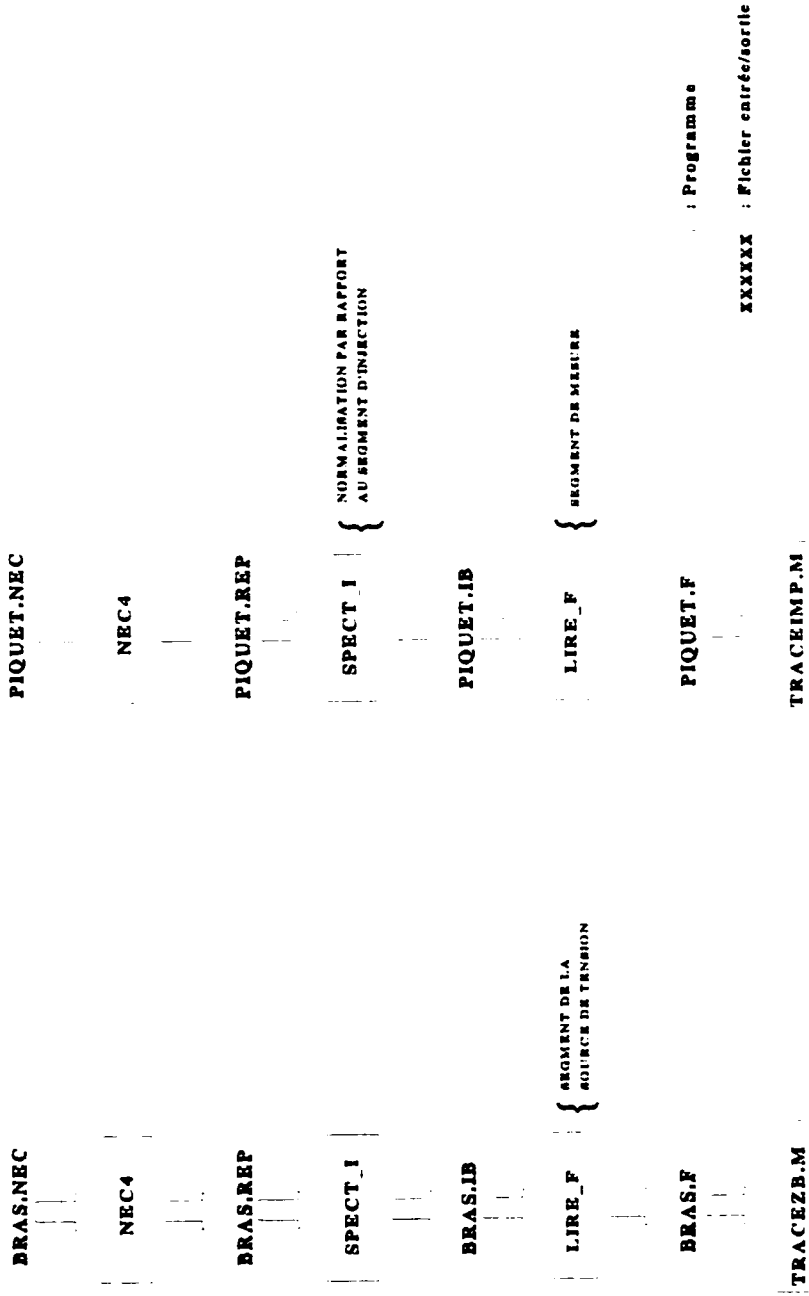 BRAS.NEC
NEC4
BRAS.REP
SPECT_I
BRAS.IB
LIRE_F
{ SEGMENT DE LA
SOURCE DE TENSION
BRAS.F
TRACEZB.M
PIQUET.NEC
NEC4
PIQUET.REP
SPECT_I
{ NORMALISATION PAR RAPPORT
AU SEGMENT D'INJECTION
PIQUET.IB
LIRE_F
{ SEGMENT DE MESURE
PIQUET.F
TRACEIMP.M
: Programme
XXXXXX : Fichier entrée/sortie